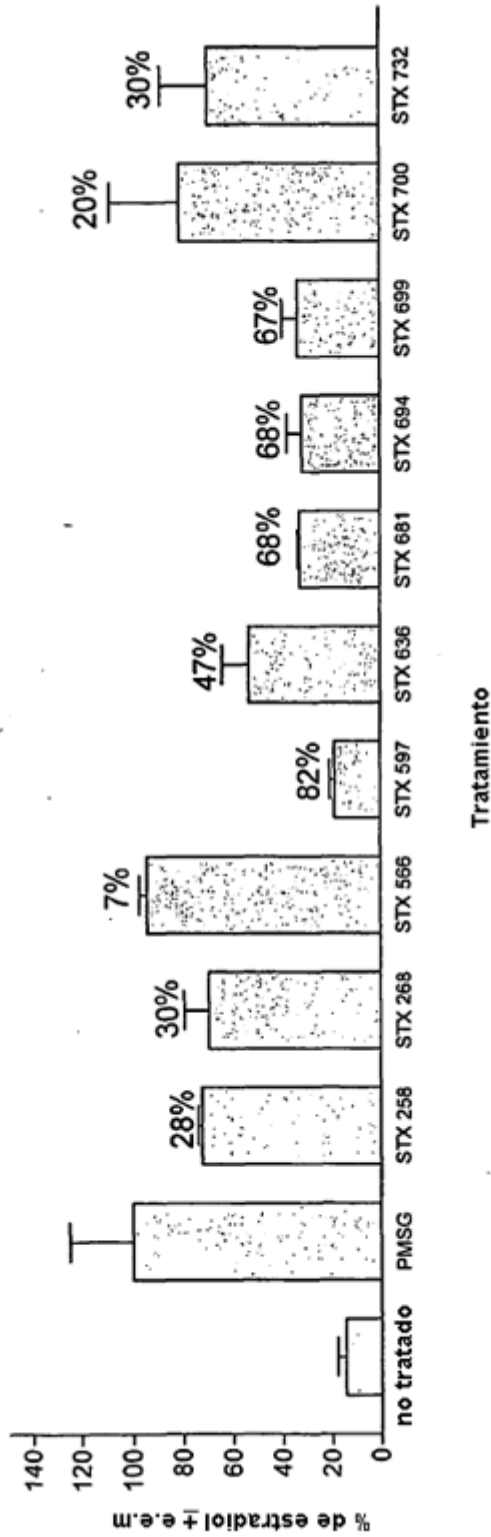 % de estradiol ± e.e.m
140
120
100
80
60
40
20
0
28%
30%
7%
82%
47%
68%
68%
67%
20%
30%
no tratado
PMSG
STX 258
STX 268
STX 566
STX 597
STX 636
STX 681
STX 694
STX 699
STX 700
STX 732
Tratamiento